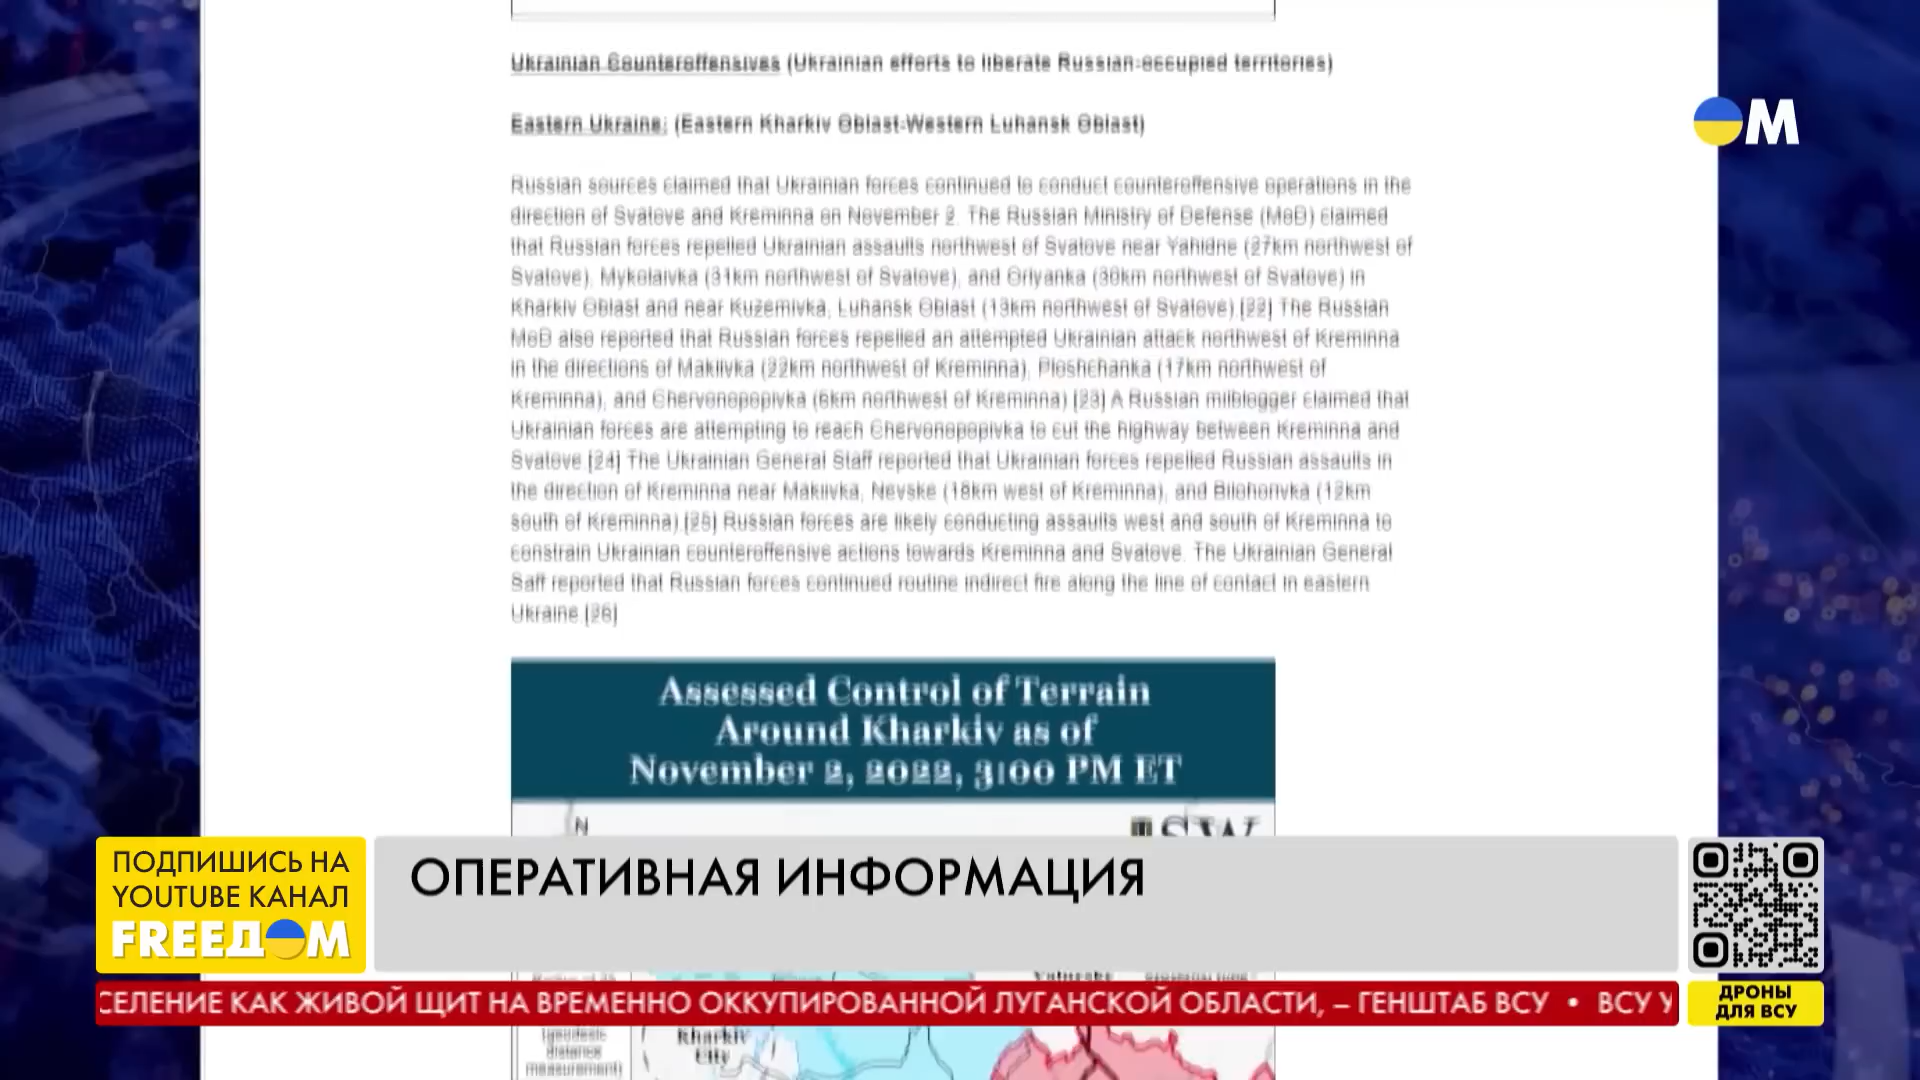 Ukrainian Counteroffensives (Ukrainian efforts to liberate Russian-occupied territories)
Eastern Ukraine: (Eastern Kharkiv Oblast-Western Luhansk Oblast)
Russian sources claimed that Ukrainian forces continued to conduct counteroffensive operations in the
direction of Svatove and Kreminna on November 2. The Russian Ministry of Defense (MoD) claimed
that Russian forces repelled Ukrainian assaults northwest of Svatove near Yahidne (27km northwest of
Svatove), Mykolaivka (31km northwest of Svatove), and Orlyanka (30km northwest of Svatove) in
Kharkiv Oblast and near Kuzemivka, Luhansk Oblast (13km northwest of Svatove).[22] The Russian
MoD also reported that Russian forces repelled an attempted Ukrainian attack northwest of Kreminna
in the directions of Makiivka (22km northwest of Kreminna), Ploshchanka (17km northwest of
Kreminna), and Chervonopopivka (6km northwest of Kreminna).[23] A Russian milblogger claimed that
Ukrainian forces are attempting to reach Chervonopopivka to cut the highway between Kreminna and
Svatove.[24] The Ukrainian General Staff reported that Ukrainian forces repelled Russian assaults in
the direction of Kreminna near Makiivka, Nevske (18km west of Kreminna), and Bilohorivka (12km
south of Kreminna).[25] Russian forces are likely conducting assaults west and south of Kreminna to
constrain Ukrainian counteroffensive actions towards Kreminna and Svatove. The Ukrainian General
Saff reported that Russian forces continued routine indirect fire along the line of contact in eastern
Ukraine.[26]
Assessed Control of Terrain
Around Kharkiv as of
November 2, 2022, 3:00 PM ET
N
ISW
М
ПОДПИШИСЬ НА
YOUTUBE КАНАЛ
FREEДОМ
ОПЕРАТИВНАЯ ИНФОРМАЦИЯ
СЕЛЕНИЕ КАК ЖИВОЙ ЩИТ НА ВРЕМЕННО ОККУПИРОВАННОЙ ЛУГАНСКОЙ ОБЛАСТИ, – ГЕНШТАБ ВСУ • ВСУ У
ДРОНЫ
ДЛЯ ВСУ
(geodesic
distance
measurement)
Kharkiv
City